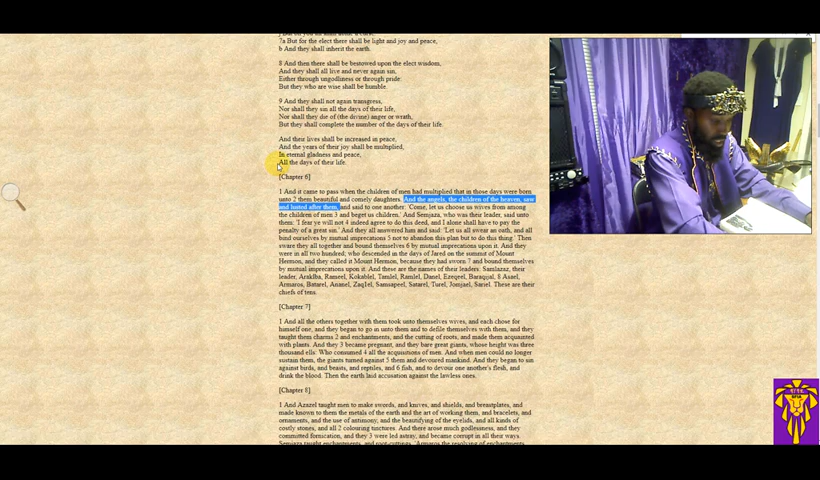 7a But for the elect there shall be light and joy and peace,
b And they shall inherit the earth.
8 And then there shall be bestowed upon the elect wisdom,
And they shall all live and never again sin,
Either through ungodliness or through pride:
But they who are wise shall be humble.
9 And they shall not again transgress,
Nor shall they sin all the days of their life,
Nor shall they die of (the divine) anger or wrath,
But they shall complete the number of the days of their life.
And their lives shall be increased in peace,
And the years of their joy shall be multiplied,
In eternal gladness and peace,
All the days of their life.
[Chapter 6]
1 And it came to pass when the children of men had multiplied that in those days were born
unto 2 them beautiful and comely daughters. And the angels, the children of the heaven, saw
and lusted after them, and said to one another: 'Come, let us choose us wives from among
the children of men 3 and beget us children.' And Semjaza, who was their leader, said unto
them: 'I fear ye will not 4 indeed agree to do this deed, and I alone shall have to pay the
penalty of a great sin.' And they all answered him and said: 'Let us all swear an oath, and all
bind ourselves by mutual imprecations 5 not to abandon this plan but to do this thing.' Then
sware they all together and bound themselves 6 by mutual imprecations upon it. And they
were in all two hundred; who descended in the days of Jared on the summit of Mount
Hermon, and they called it Mount Hermon, because they had sworn 7 and bound themselves
by mutual imprecations upon it. And these are the names of their leaders: Samlazaz, their
leader, Araklba, Rameel, Kokablel, Tamlel, Ramlel, Danel, Ezeqeel, Baraqijal, 8 Asael,
Armaros, Batarel, Ananel, Zaq1el, Samsapeel, Satarel, Turel, Jomjael, Sariel. These are their
chiefs of tens.
[Chapter 7]
1 And all the others together with them took unto themselves wives, and each chose for
himself one, and they began to go in unto them and to defile themselves with them, and they
taught them charms 2 and enchantments, and the cutting of roots, and made them acquainted
with plants. And they 3 became pregnant, and they bare great giants, whose height was three
thousand ells: Who consumed 4 all the acquisitions of men. And when men could no longer
sustain them, the giants turned against 5 them and devoured mankind. And they began to sin
against birds, and beasts, and reptiles, and 6 fish, and to devour one another's flesh, and
drink the blood. Then the earth laid accusation against the lawless ones.
[Chapter 8]
1 And Azazel taught men to make swords, and knives, and shields, and breastplates, and
made known to them the metals of the earth and the art of working them, and bracelets, and
ornaments, and the use of antimony, and the beautifying of the eyelids, and all kinds of
costly stones, and all 2 colouring tinctures. And there arose much godlessness, and they
committed fornication, and they 3 were led astray, and became corrupt in all their ways.
Semjaza taught enchantments, and root-cuttings, 'Armaros the resolving of enchantments,